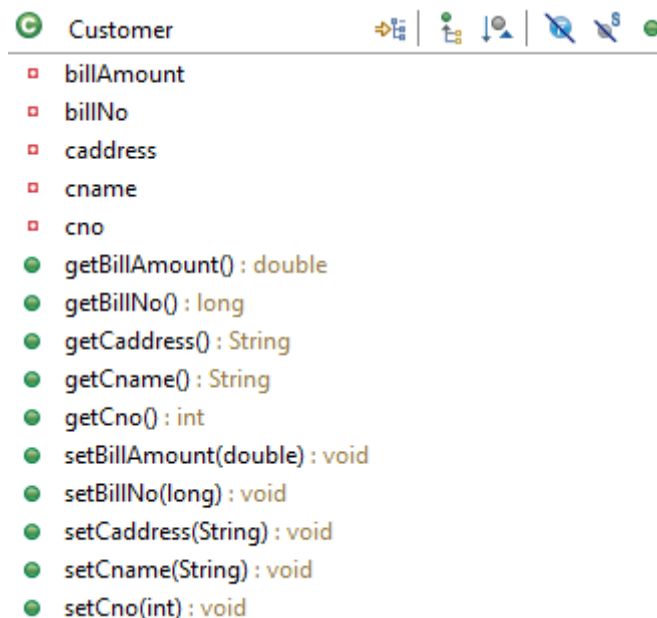 Customer
billAmount
billNo
caddress
cname
cno
getBillAmount() : double
getBillNo() : long
getCaddress() : String
getCname() : String
getCno() : int
setBillAmount(double) : void
setBillNo(long) : void
setCaddress(String) : void
setCname(String) : void
setCno(int) : void